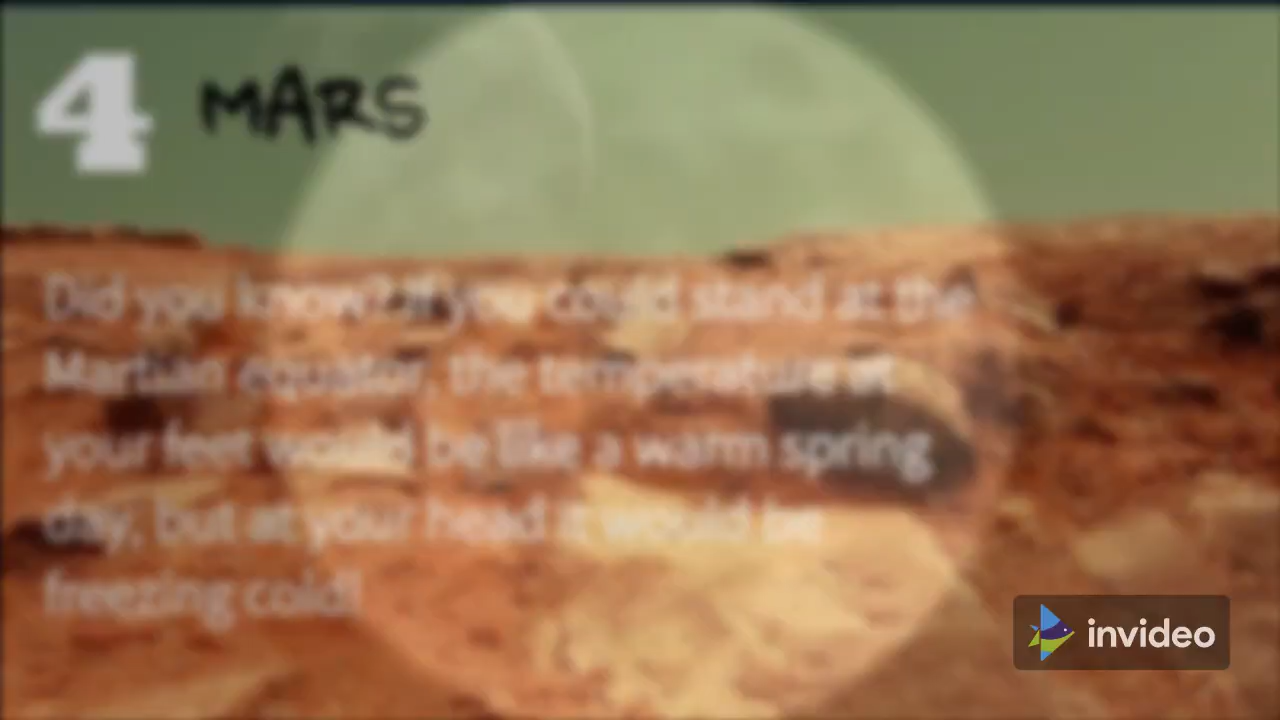 4 MARS
Did you know? If you could stand at the
Martian equator, the temperature at
your feet would be like a warm spring
day, but at your head it would be
freezing cold!
invideo